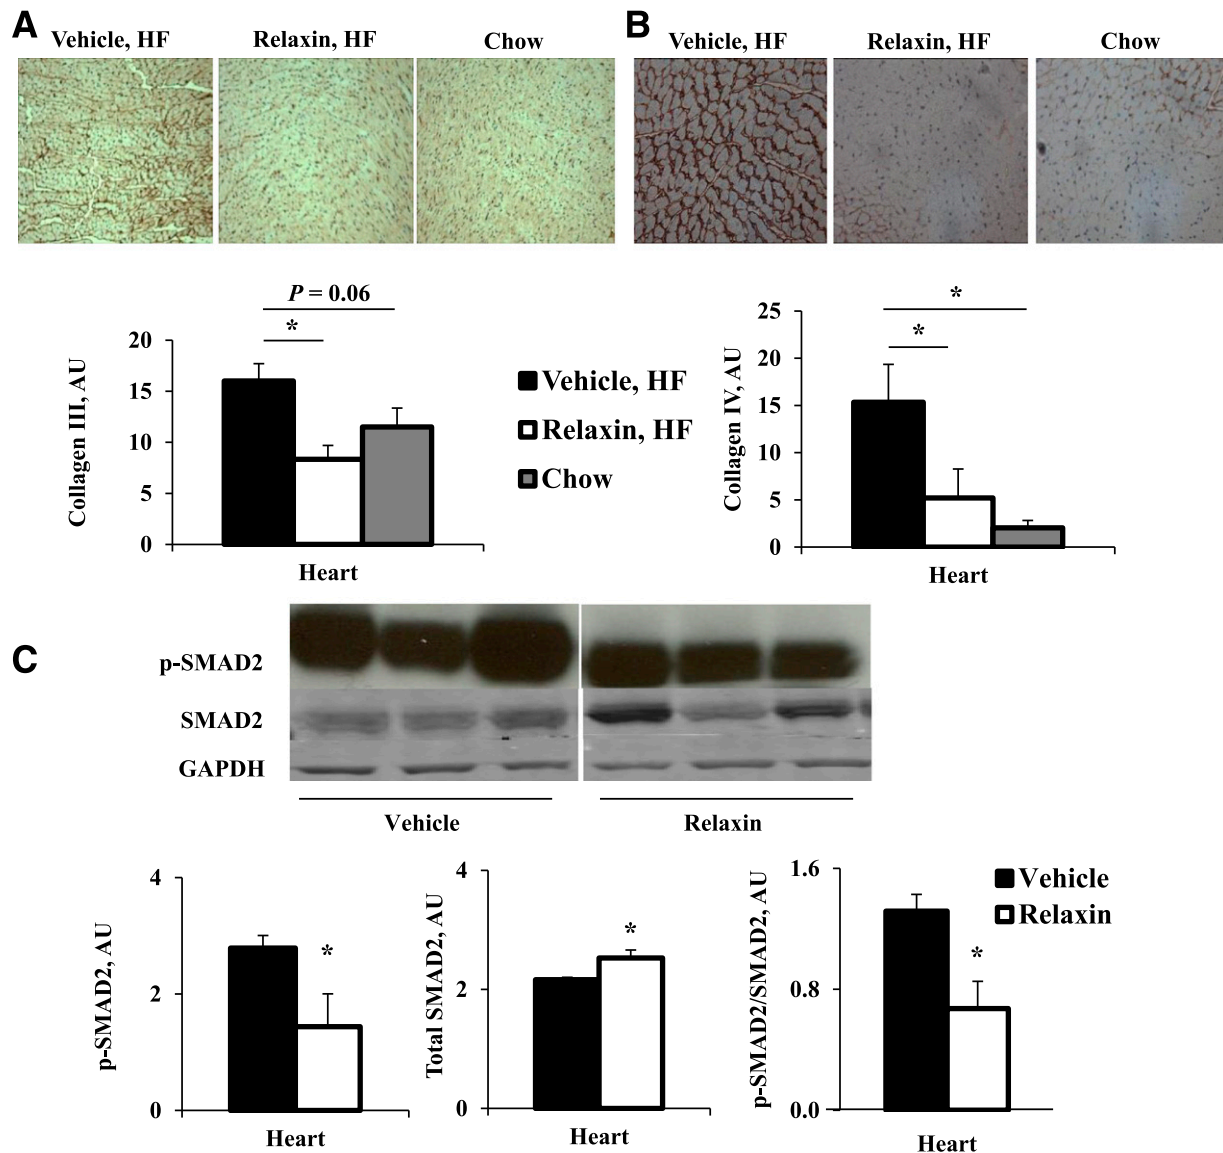 A
Vehicle, HF
Relaxin, HF
Chow
B
Vehicle, HF
Relaxin, HF
Chow
P = 0.06
*
20
15
10
5
0
Collagen III, AU
Heart
Vehicle, HF
Relaxin, HF
Chow
*
*
25
20
15
10
5
0
Collagen IV, AU
Heart
C
p-SMAD2
SMAD2
GAPDH
Vehicle
Relaxin
4
2
0
p-SMAD2, AU
*
Heart
4
2
0
Total SMAD2, AU
*
Heart
1.6
0.8
0.0
p-SMAD2/SMAD2, AU
*
Heart
Vehicle
Relaxin